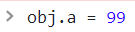 > obj.a = 99